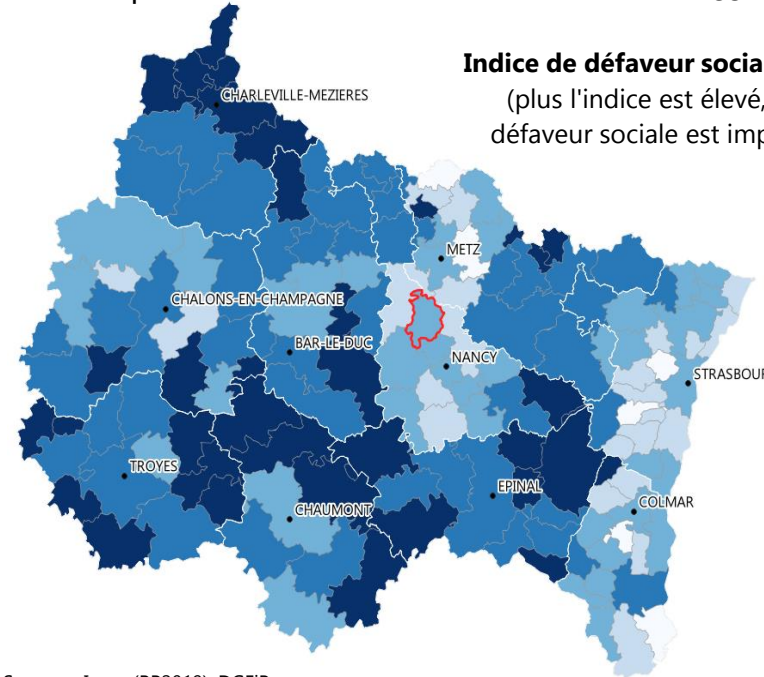 Indice de défaveur socia
(plus l'indice est élevé,
défaveur sociale est imp
CHARLEVILLE-MEZIERES
METZ
CHALONS-EN-CHAMPAGNE
BAR-LE-DUC
NANCY
STRASBOUR
TROYES
EPINAL
CHAUMONT
COLMAR